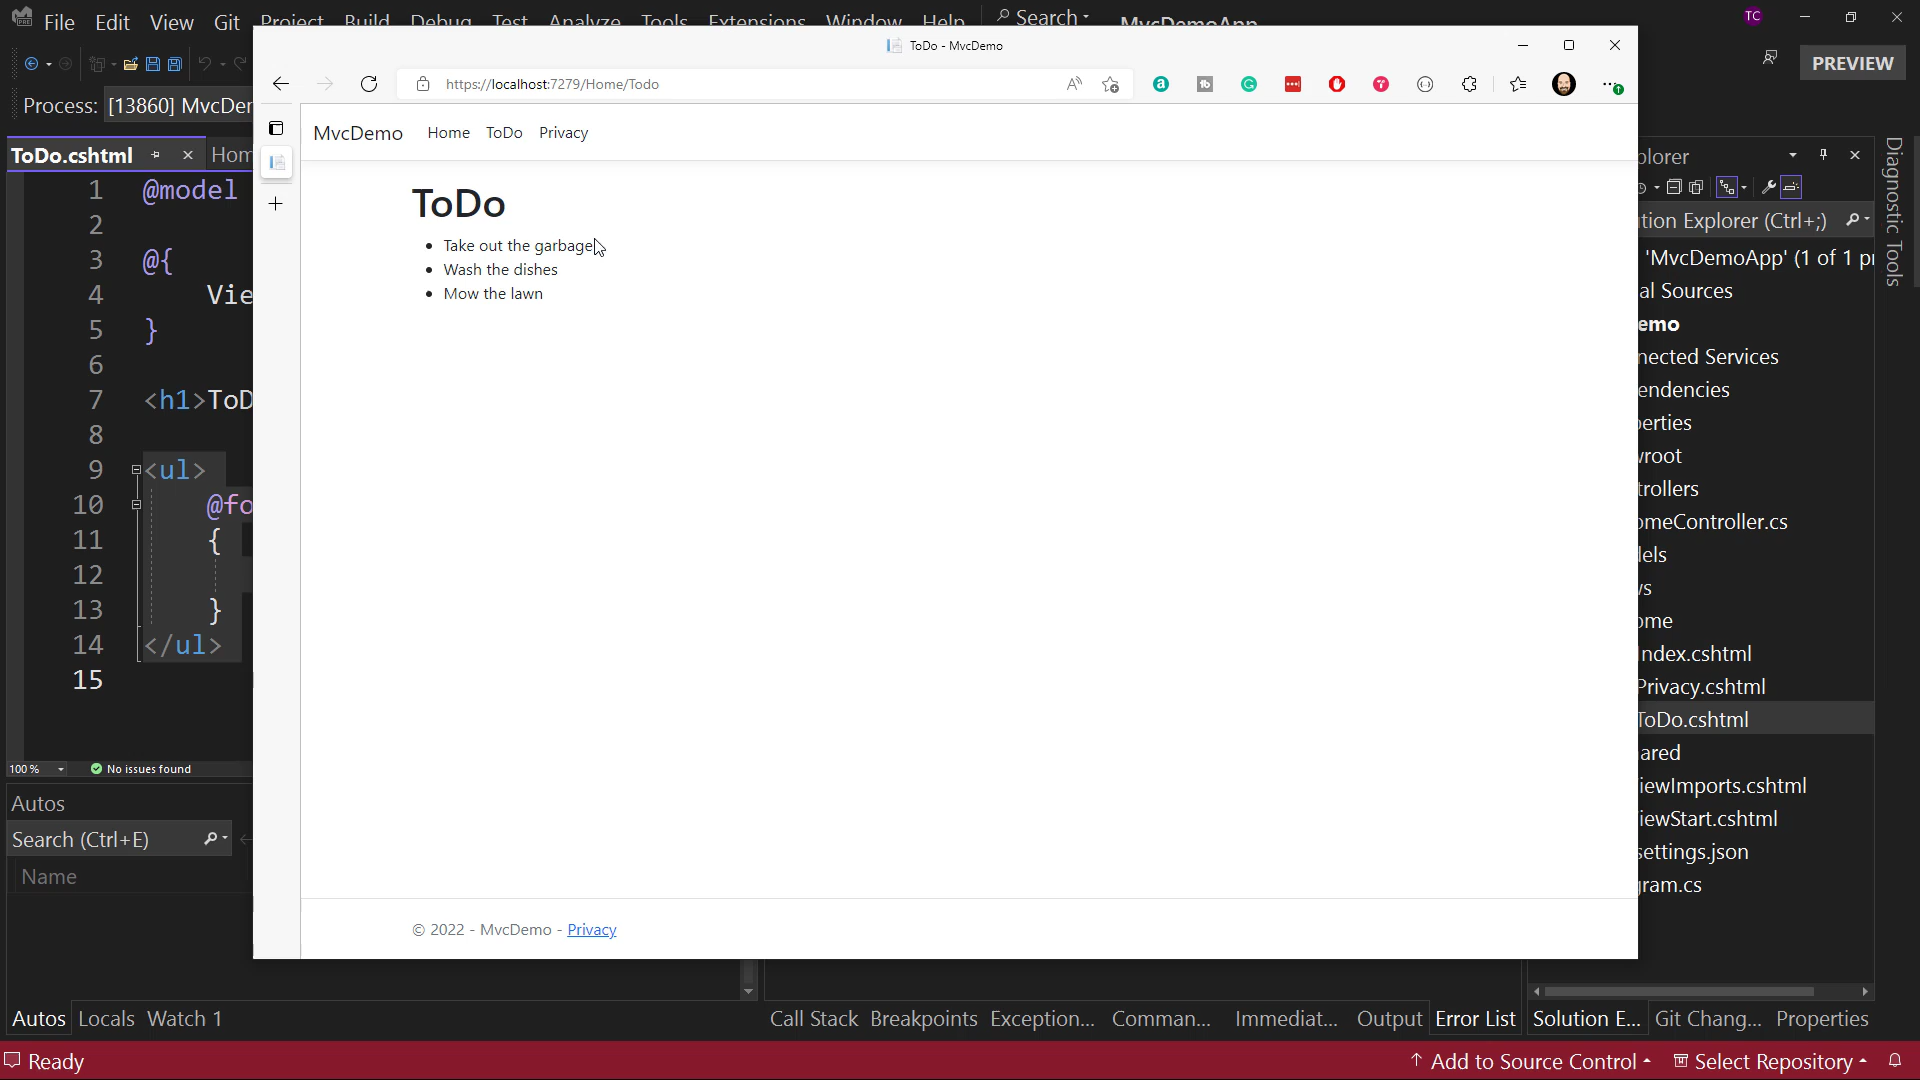 File Edit View Git Project Build Debug Test Analyze Tools Extensions Window Help Search MvcDemoApp TC
PREVIEW
Process: [13860] MvcDer
ToDo.cshtml Hom
1 @model
2
3 @{
4 Vie
5 }
6
7 <h1>ToD
8
9 <ul>
10 @fo
11 {
12
13 }
14 </ul>
15
100 % No issues found
Autos
Search (Ctrl+E)
Name
Autos Locals Watch 1
ToDo - MvcDemo
https://localhost:7279/Home/Todo
MvcDemo Home ToDo Privacy
ToDo
Take out the garbage
Wash the dishes
Mow the lawn
© 2022 - MvcDemo - Privacy
plorer
Diagnostic Tools
tion Explorer (Ctrl+;)
'MvcDemoApp' (1 of 1 pr
al Sources
emo
nected Services
endencies
erties
root
trollers
omeController.cs
els
s
ome
ndex.cshtml
Privacy.cshtml
ToDo.cshtml
ared
iewImports.cshtml
iewStart.cshtml
settings.json
gram.cs
Call Stack Breakpoints Exception... Comman... Immediat... Output Error List Solution E... Git Chang... Properties
Ready Add to Source Control Select Repository